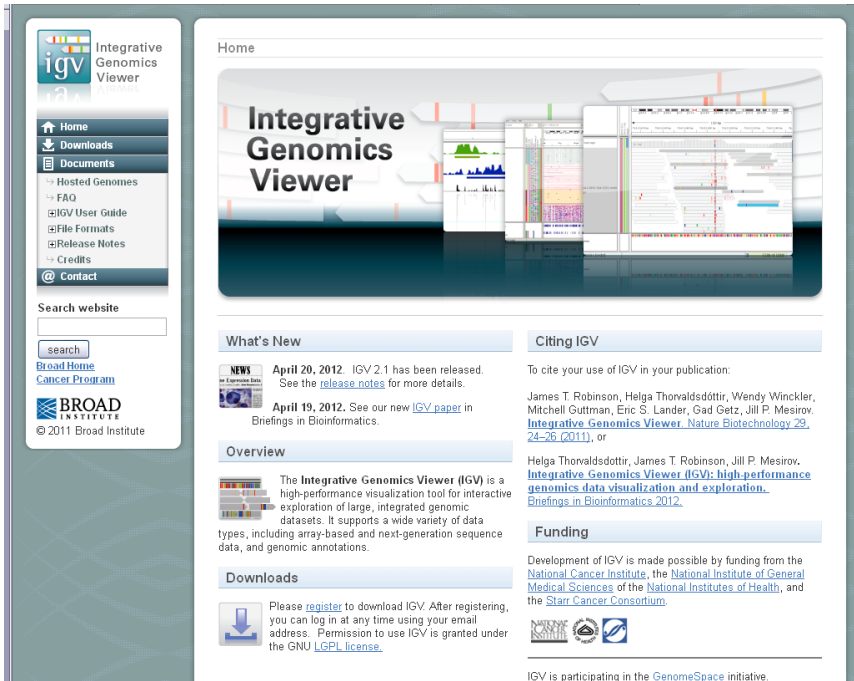 igv
Integrative
Genomics
Viewer
Home
Downloads
Documents
Hosted Genomes
FAQ
IGV User Guide
File Formats
Release Notes
Credits
@ Contact
Search website
search
Broad Home
Cancer Program
BROAD
INSTITUTE
© 2011 Broad Institute
Home
Integrative
Genomics
Viewer
What's New
NEWS
April 20, 2012. IGV 2.1 has been released.
See the release notes for more details.
April 19, 2012. See our new IGV paper in
Briefings in Bioinformatics.
Overview
The Integrative Genomics Viewer (IGV) is a
high-performance visualization tool for interactive
exploration of large, integrated genomic
datasets. It supports a wide variety of data
types, including array-based and next-generation sequence
data, and genomic annotations.
Downloads
Please register to download IGV. After registering,
you can log in at any time using your email
address. Permission to use IGV is granted under
the GNU LGPL license.
Citing IGV
To cite your use of IGV in your publication:
James T. Robinson, Helga Thorvaldsdóttir, Wendy Winckler,
Mitchell Guttman, Eric S. Lander, Gad Getz, Jill P. Mesirov.
Integrative Genomics Viewer. Nature Biotechnology 29,
24–26 (2011), or
Helga Thorvaldsdottir, James T. Robinson, Jill P. Mesirov.
Integrative Genomics Viewer (IGV): high-performance
genomics data visualization and exploration.
Briefings in Bioinformatics 2012.
Funding
Development of IGV is made possible by funding from the
National Cancer Institute, the National Institute of General
Medical Sciences of the National Institutes of Health, and
the Starr Cancer Consortium.
NATIONAL
CANCER
INSTITUTE
IGV is participating in the GenomeSpace initiative.